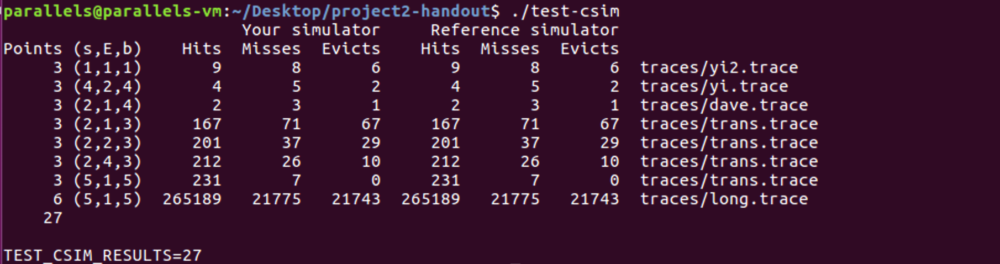 parallels@parallels-vm:~/Desktop/project2-handout$ ./test-csim
Your simulator Reference simulator
Points (s,E,b) Hits Misses Evicts Hits Misses Evicts
3 (1,1,1) 9 8 6 9 8 6 traces/yi2.trace
3 (4,2,4) 4 5 2 4 5 2 traces/yi.trace
3 (2,1,4) 2 3 1 2 3 1 traces/dave.trace
3 (2,1,3) 167 71 67 167 71 67 traces/trans.trace
3 (2,2,3) 201 37 29 201 37 29 traces/trans.trace
3 (2,4,3) 212 26 10 212 26 10 traces/trans.trace
3 (5,1,5) 231 7 0 231 7 0 traces/trans.trace
6 (5,1,5) 265189 21775 21743 265189 21775 21743 traces/long.trace
27
TEST_CSIM_RESULTS=27